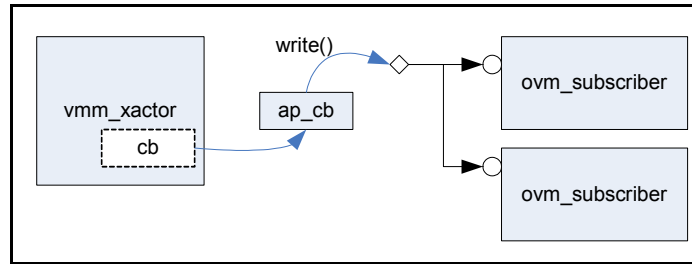 write()
vmm_xactor
cb
ap_cb
ovm_subscriber
ovm_subscriber